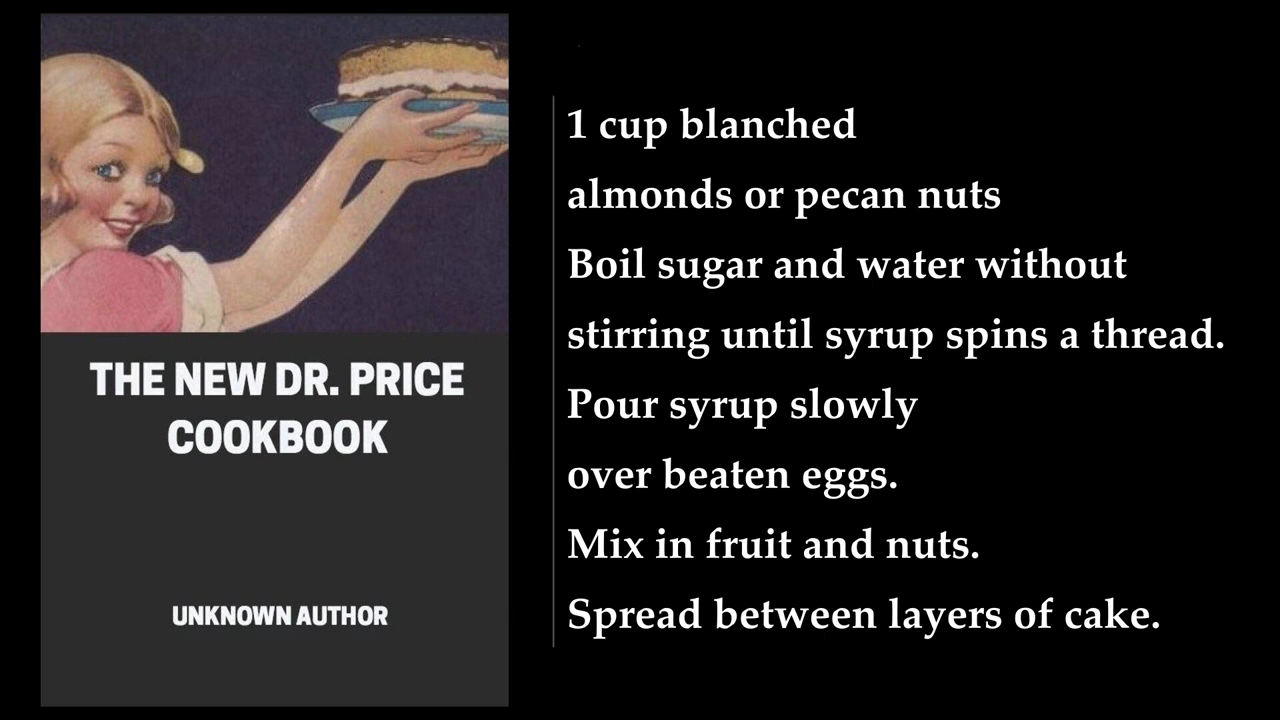 THE NEW DR. PRICE
COOKBOOK
UNKNOWN AUTHOR
1 cup blanched
almonds or pecan nuts
Boil sugar and water without
stirring until syrup spins a thread.
Pour syrup slowly
over beaten eggs.
Mix in fruit and nuts.
Spread between layers of cake.